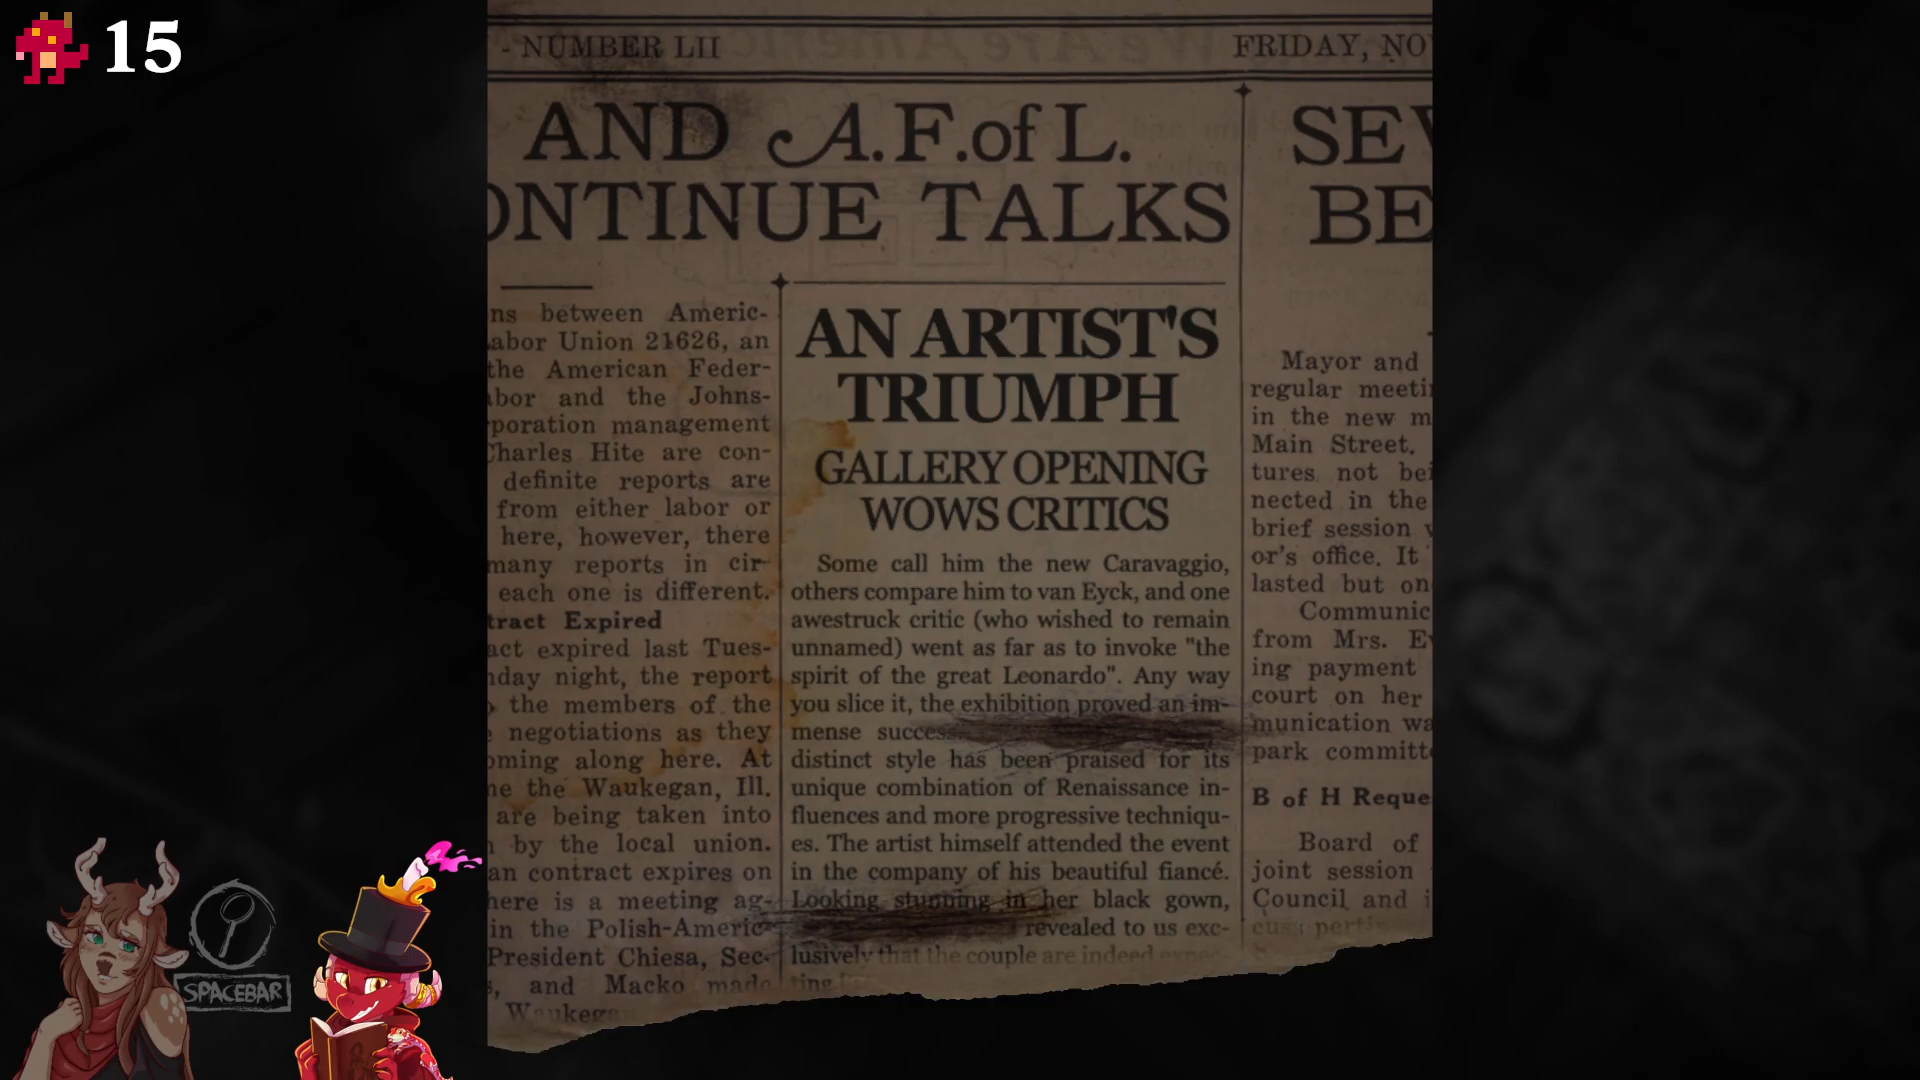 15
- NUMBER LII
FRIDAY, NO
AND A.F.of L.
ONTINUE TALKS
SEV
BE
ns between Americ-
abor Union 21626, an
the American Feder-
abor and the Johns-
rporation management
Charles Hite are con-
definite reports are
from either labor or
here, however, there
many reports in cir-
each one is different.
tract Expired
act expired last Tues-
nday night, the report
the members of the
negotiations as they
oming along here. At
ne the Waukegan, Ill.
are being taken into
by the local union.
an contract expires on
here is a meeting ag-
in the Polish-Americ-
President Chiesa, Sec-
s, and Macko made
Waukega
AN ARTIST'S
TRIUMPH
GALLERY OPENING
WOWS CRITICS
Some call him the new Caravaggio,
others compare him to van Eyck, and one
awestruck critic (who wished to remain
unnamed) went as far as to invoke "the
spirit of the great Leonardo". Any way
you slice it, the exhibition proved an im-
mense success
distinct style has been praised for its
unique combination of Renaissance in-
fluences and more progressive techniqu-
es. The artist himself attended the event
in the company of his beautiful fiancé.
Looking stunning in her black gown,
revealed to us exc-
lusively that the couple are indeed expec-
ting
Mayor and
regular meeti
in the new m
Main Street.
tures not bei
nected in the
brief session
or's office. It
lasted but on
Communic
from Mrs. Ev
ing payment
court on her
munication wa
park committe
B of H Reque
Board of
joint session
Council and i
SPACEBAR